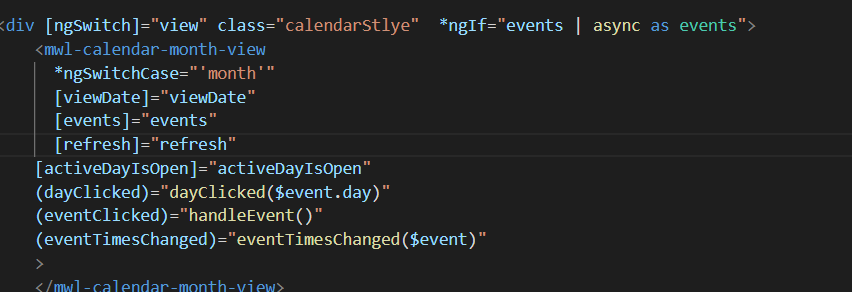 <div [ngSwitch]="view" class="calendarStlye"  *ngIf="events | async as events">
<mwl-calendar-month-view
*ngSwitchCase="'month'"
[viewDate]="viewDate"
[events]="events"
[refresh]="refresh"
[activeDayIsOpen]="activeDayIsOpen"
(dayClicked)="dayClicked($event.day)"
(eventClicked)="handleEvent()"
(eventTimesChanged)="eventTimesChanged($event)"
>
</mwl-calendar-month-view>